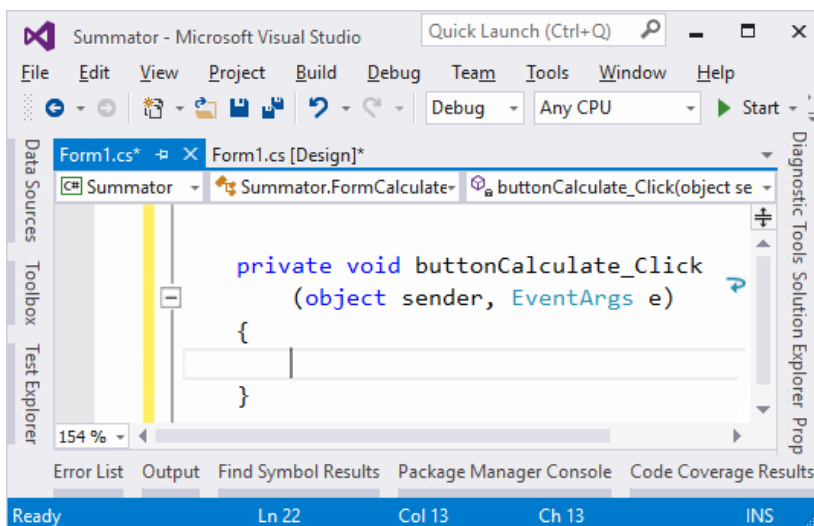 Summator - Microsoft Visual Studio
Quick Launch (Ctrl+Q)
File Edit View Project Build Debug Team Tools Window Help
Debug Any CPU Start
Data Sources
Toolbox
Test Explorer
Form1.cs* Form1.cs [Design]*
C# Summator Summator.FormCalculate buttonCalculate_Click(object se
private void buttonCalculate_Click
(object sender, EventArgs e)
{
}
154 %
Diagnostic Tools Solution Explorer Prop
Error List Output Find Symbol Results Package Manager Console Code Coverage Results
Ready Ln 22 Col 13 Ch 13 INS